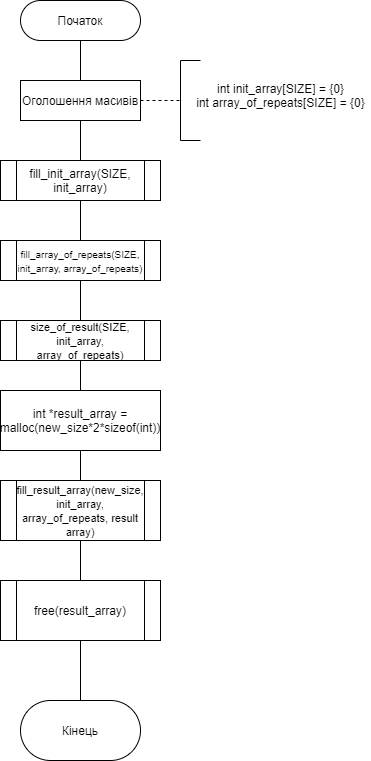 Початок
Оголошення масивів
int init_array[SIZE] = {0}
int array_of_repeats[SIZE] = {0}
fill_init_array(SIZE,
init_array)
fill_array_of_repeats(SIZE,
init_array, array_of_repeats)
size_of_result(SIZE,
init_array,
array_of_repeats)
int *result_array =
malloc(new_size*2*sizeof(int))
fill_result_array(new_size,
init_array,
array_of_repeats, result
array)
free(result_array)
Кінець